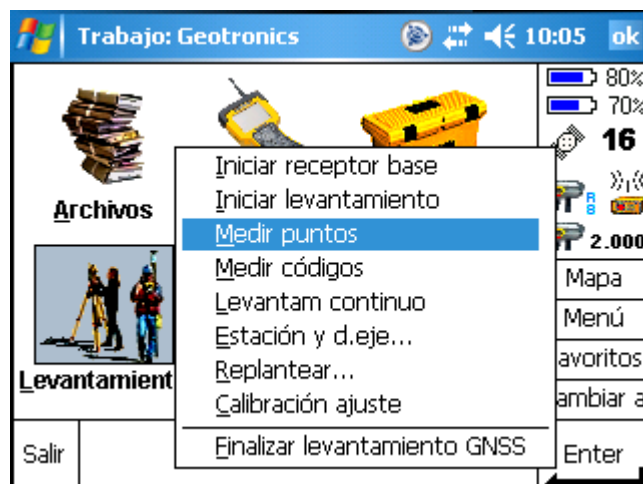 Trabajo: Geotronics 10:05 ok
80%
70%
16
Archivos
Iniciar receptor base
Iniciar levantamiento
Medir puntos
Medir códigos
Levantam continuo
Estación y d.eje...
Replantear...
Calibración ajuste
Finalizar levantamiento GNSS
R8
2.000
Mapa
Menú
avoritos
ambiar a
Levantamient
Salir
Enter